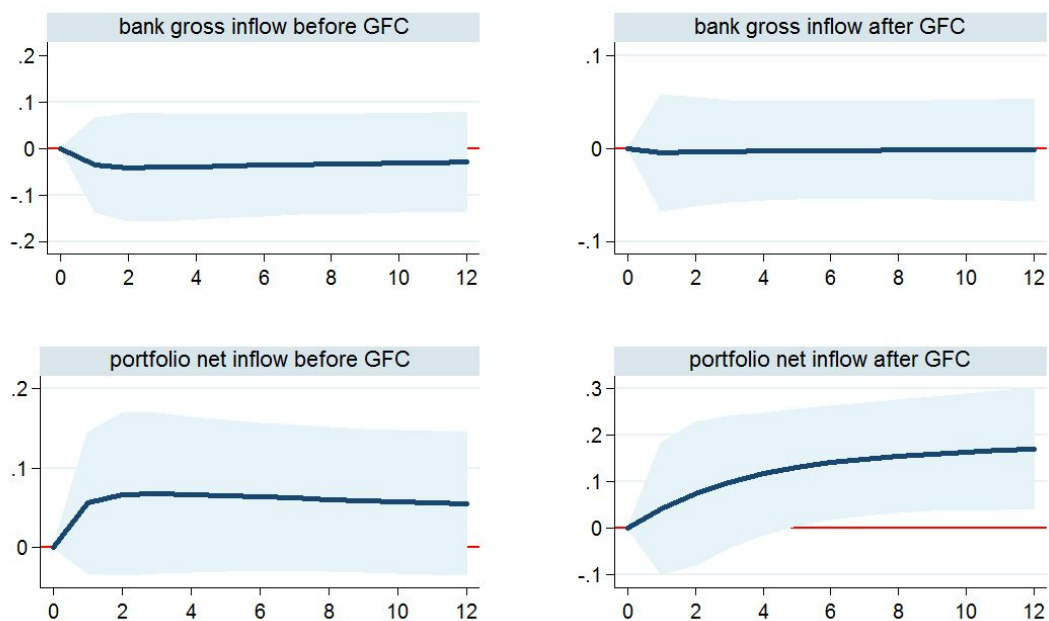 bank gross inflow before GFC
.2
.1
0
-.1
-.2
0 2 4 6 8 10 12
bank gross inflow after GFC
.1
0
-.1
0 2 4 6 8 10 12
portfolio net inflow before GFC
.2
.1
0
0 2 4 6 8 10 12
portfolio net inflow after GFC
.3
.2
.1
0
-.1
0 2 4 6 8 10 12